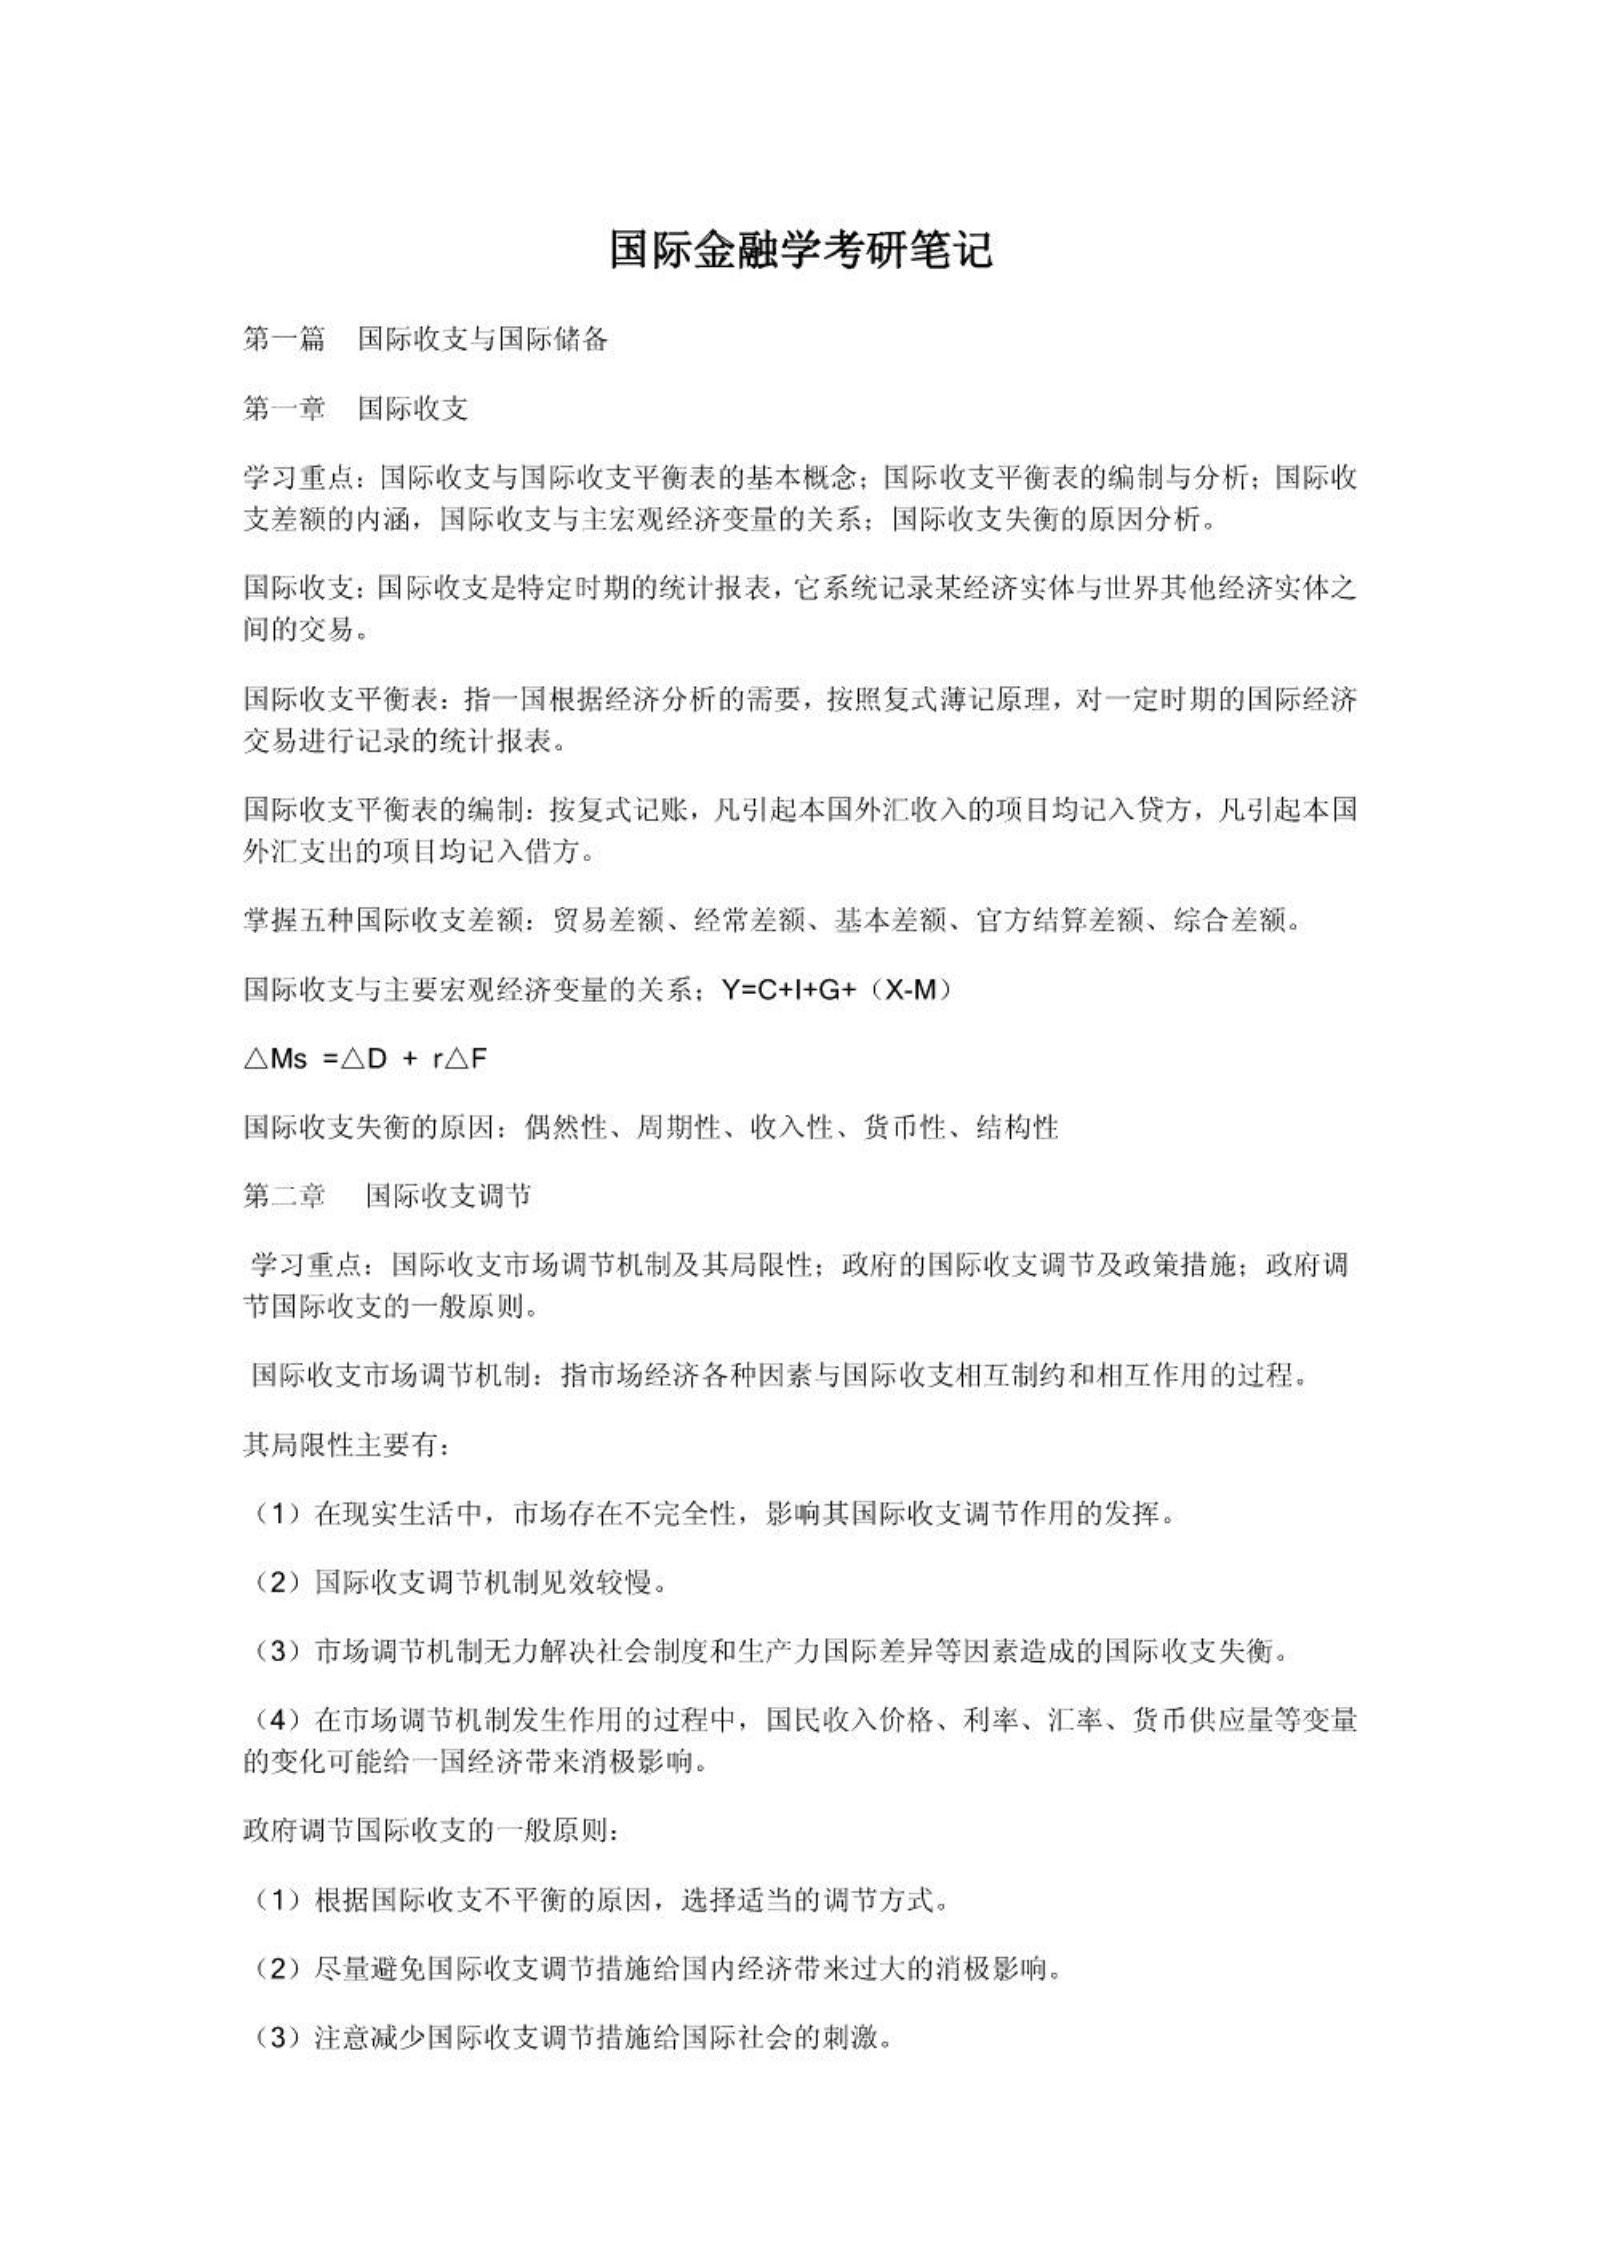 国际金融学考研笔记
第一篇 国际收支与国际储备
第一章 国际收支
学习重点：国际收支与国际收支平衡表的基本概念；国际收支平衡表的编制与分析；国际收
支差额的内涵，国际收支与主宏观经济变量的关系；国际收支失衡的原因分析。
国际收支：国际收支是特定时期的统计报表，它系统记录某经济实体与世界其他经济实体之
间的交易。
国际收支平衡表：指一国根据经济分析的需要，按照复式薄记原理，对一定时期的国际经济
交易进行记录的统计报表。
国际收支平衡表的编制：按复式记账，凡引起本国外汇收入的项目均记入贷方，凡引起本国
外汇支出的项目均记入借方。
掌握五种国际收支差额：贸易差额、经常差额、基本差额、官方结算差额、综合差额。
国际收支与主要宏观经济变量的关系；Y=C+I+G+（X-M）
△Ms =△D + r△F
国际收支失衡的原因：偶然性、周期性、收入性、货币性、结构性
第二章 国际收支调节
学习重点：国际收支市场调节机制及其局限性；政府的国际收支调节及政策措施；政府调
节国际收支的一般原则。
国际收支市场调节机制：指市场经济各种因素与国际收支相互制约和相互作用的过程。
其局限性主要有：
（1）在现实生活中，市场存在不完全性，影响其国际收支调节作用的发挥。
（2）国际收支调节机制见效较慢。
（3）市场调节机制无力解决社会制度和生产力国际差异等因素造成的国际收支失衡。
（4）在市场调节机制发生作用的过程中，国民收入价格、利率、汇率、货币供应量等变量
的变化可能给一国经济带来消极影响。
政府调节国际收支的一般原则：
（1）根据国际收支不平衡的原因，选择适当的调节方式。
（2）尽量避免国际收支调节措施给国内经济带来过大的消极影响。
（3）注意减少国际收支调节措施给国际社会的刺激。